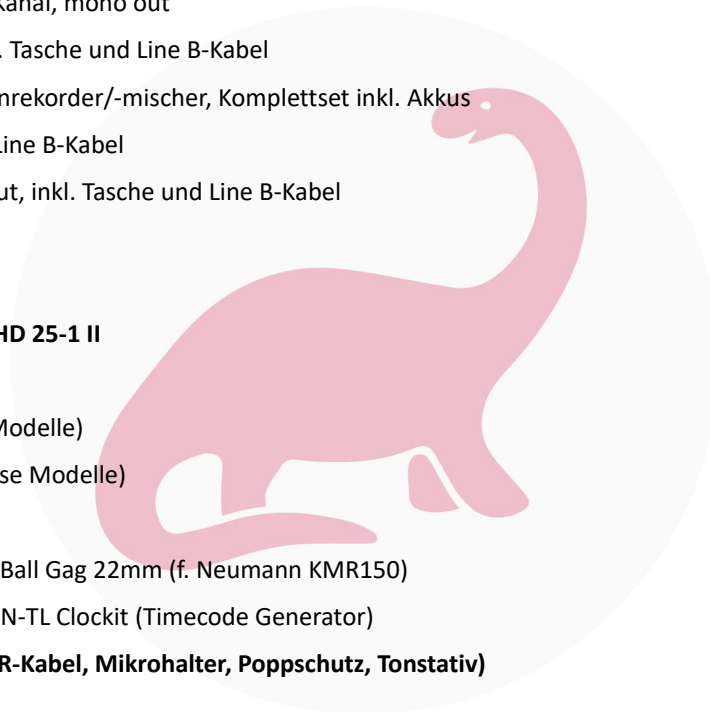 Kanal, mono out
. Tasche und Line B-Kabel
nrekorder/-mischer, Komplettset inkl. Akkus
Line B-Kabel
ut, inkl. Tasche und Line B-Kabel
HD 25-1 II
Modelle)
se Modelle)
Ball Gag 22mm (f. Neumann KMR150)
N-TL Clockit (Timecode Generator)
R-Kabel, Mikrohalter, Poppschutz, Tonstativ)